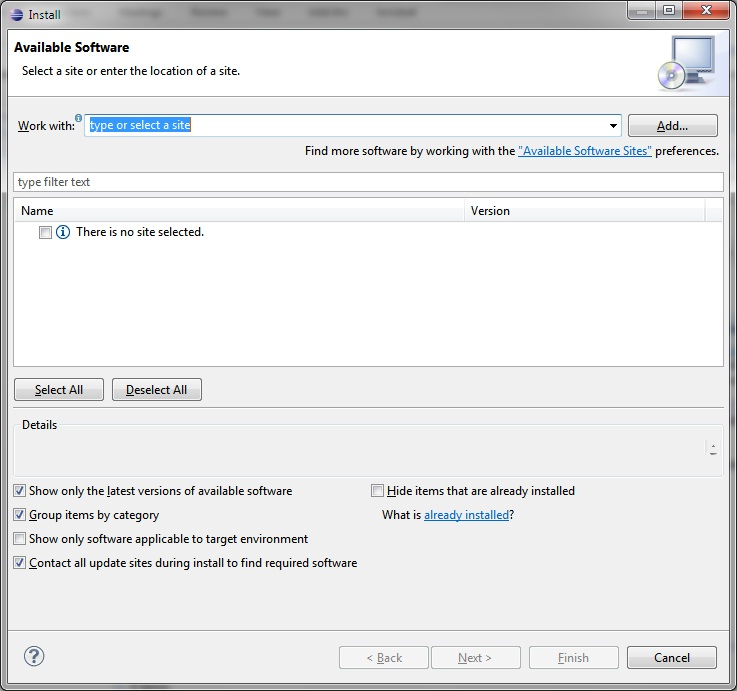 Install
Available Software
Select a site or enter the location of a site.
Work with: type or select a site Add...
Find more software by working with the "Available Software Sites" preferences.
type filter text
Name Version
There is no site selected.
Select All Deselect All
Details
Show only the latest versions of available software Hide items that are already installed
Group items by category What is already installed?
Show only software applicable to target environment
Contact all update sites during install to find required software
? < Back Next > Finish Cancel